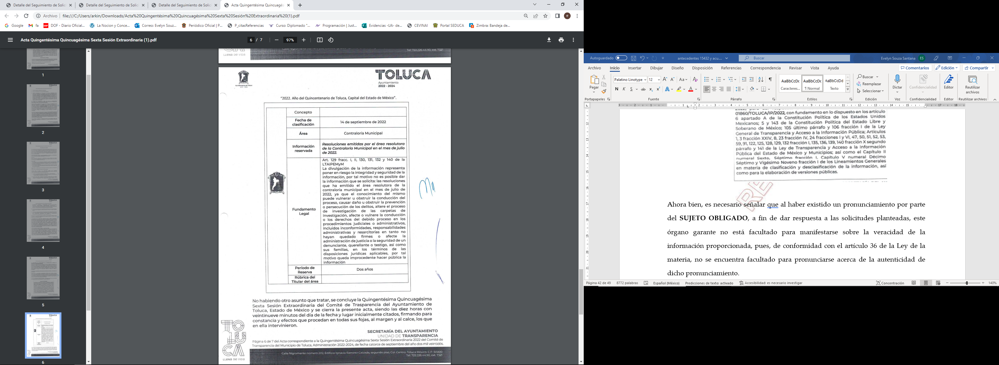 Detalle del Seguimiento de Solic
Detalle del Seguimiento de Solic
Detalle del Seguimiento de Solic
Acta Quingentésima Quincuagés
Archivo
file:///C:/Users/arkin/Downloads/Acta%20Quingentésima%20Quincuagésima%20Sexta%20Sesión%20Extraordinaria%20(1).pdf
Google
fa
DOF - Diario Oficial...
La Nocion y Conce...
Correo: Evelyn Souz...
Periódico Oficial | P...
P_citasReferencias
Curso: Diplomado "...
Programación | Just...
Evidencias -UA- de...
CEVINAI
Portal SEDUCA
Zimbra: Bandeja de...
Acta Quingentésima Quincuagésima Sexta Sesión Extraordinaria (1).pdf
6 / 7
97%
1
2
3
4
5
6
Tel: 722.226.44.90, ext. 7321
LLENA DE VIDA
TOLUCA
Ayuntamiento
2022 - 2024
"2022. Año del Quincentenario de Toluca, Capital del Estado de México".
Concepto
Fecha de clasificación
14 de septiembre de 2022
Área
Contraloría Municipal
Información reservada
Resoluciones emitidas por el área resolutora
de la Contraloría Municipal en el mes de julio
de 2022.
Fundamento Legal
Art. 129 fracc. I, II, 130, 131, 132 y 140 de la
LTAIPEMyM
La divulgación de la información representa
poner en riesgo la integridad y seguridad de la
información, por tal motivo no es posible dar
la información que se solicita: las resoluciones
que ha emitido el área resolutora de la
contraloría municipal en el mes de julio de
2022, ya que el conocimiento del mismo
puede vulnerar u obstruir la conducción del
proceso, causar daño u obstruir la prevención
o persecución de los delitos, altere el proceso
de investigación de las carpetas de
investigación, afecte o vulnere la conducción
o los derechos del debido proceso en los
procedimientos judiciales o administrativos,
incluidos inconformidades, responsabilidades
administrativas y resarcitorias en tanto no
hayan quedado firmes o afecte la
administración de justicia o la seguridad de un
denunciante, querellante o testigo, así como
sus familias, en los términos de las
disposiciones jurídicas aplicables, por tal
motivo queda improcedente hacer pública la
información
Período de Reserva
Dos años
Rúbrica del Titular del área
No habiendo otro asunto que tratar, se concluye la Quingentésima Quincuagésima
Sexta Sesión Extraordinaria del Comité de Trasparencia del Ayuntamiento de
Toluca, Estado de México y se cierra la presente acta, siendo las diez horas con
veintinueve minutos del día de la fecha y lugar inicialmente citados, firmando para
constancia y efectos que procedan en todas sus fojas, al margen y al calce, los que
en ella intervinieron.
SECRETARÍA DEL AYUNTAMIENTO
UNIDAD DE TRANSPARENCIA
Página 6 de 7 del Acta correspondiente a la Quingentésima Quincuagésima Sexta Sesión Extraordinaria 2022 del Comité de
Transparencia del Municipio de Toluca, Administración 2022-2024, de fecha catorce de septiembre del año dos mil veintidós.
Calle Nigromante número 202, Edificio Ignacio Ramírez Calzada, segundo piso, Col. Centro, Toluca México. C.P. 50000
Tel: 722.226.44.90, ext. 7321
TOLUCA
LLENA DE VIDA
Autoguardado
antecedentes 15432 y acu....
Buscar
Evelyn Souza Santana
ES
Archivo
Inicio
Insertar
Dibujar
Diseño
Disposición
Referencias
Correspondencia
Revisar
Vista
Ayuda
Comentarios
Edición
Compartir
Pegar
Palatino Linotype
12
AaBbCcDc
AaBbCcDc
AaBbCcDd
Caracteres...
Normal
Texto
Buscar
Reemplazar
Seleccionar
Dictar
Confidencialidad
Editor
Reutilizar archivos
Portapapeles
Fuente
Párrafo
Estilos
Edición
Voz
Confidencialidad
Editor
Reutilizar archivos
01860/TOLUCA/IP/2022, con fundamento en lo dispuesto en los artículo
6 apartado A de la Constitución Política de los Estados Unidos
Mexicanos; 5 y 143 de la Constitución Política del Estado Libre y
Soberano de México; 105 último párrafo y 106 fracción I de la Ley
General de Transparencia y Acceso a la Información Pública; Artículos
1, 3 fracción XXIV, 8, 23 fracción IV, 24 fracciones I y VI, 47, 50, 51, 52, 53,
59, 91, 122, 125, 128, 129, 132 fracción I, 135, 136, 139, 140 fracción X segundo
párrafo y 141 de la Ley de Transparencia y Acceso a la Información
Pública del Estado de México y Municipios; así como el Capítulo II
numeral Sexto, Séptimo fracción I, Capítulo V numeral Décimo
Séptimo y Vigésimo Noveno fracción I de los Lineamientos Generales
en materia de clasificación y desclasificación de la información, así
como para la elaboración de versiones públicas.
RE
Ahora bien, es necesario señalar que al haber existido un pronunciamiento por parte
del SUJETO OBLIGADO, a fin de dar respuesta a las solicitudes planteadas, este
órgano garante no está facultado para manifestarse sobre la veracidad de la
información proporcionada, pues, de conformidad con el artículo 36 de la Ley de la
materia, no se encuentra facultado para pronunciarse acerca de la autenticidad de
dicho pronunciamiento.
Página 42 de 49
8772 palabras
Español (México)
Predicciones de texto: activado
Accesibilidad: es necesario investigar
Concentración
140%